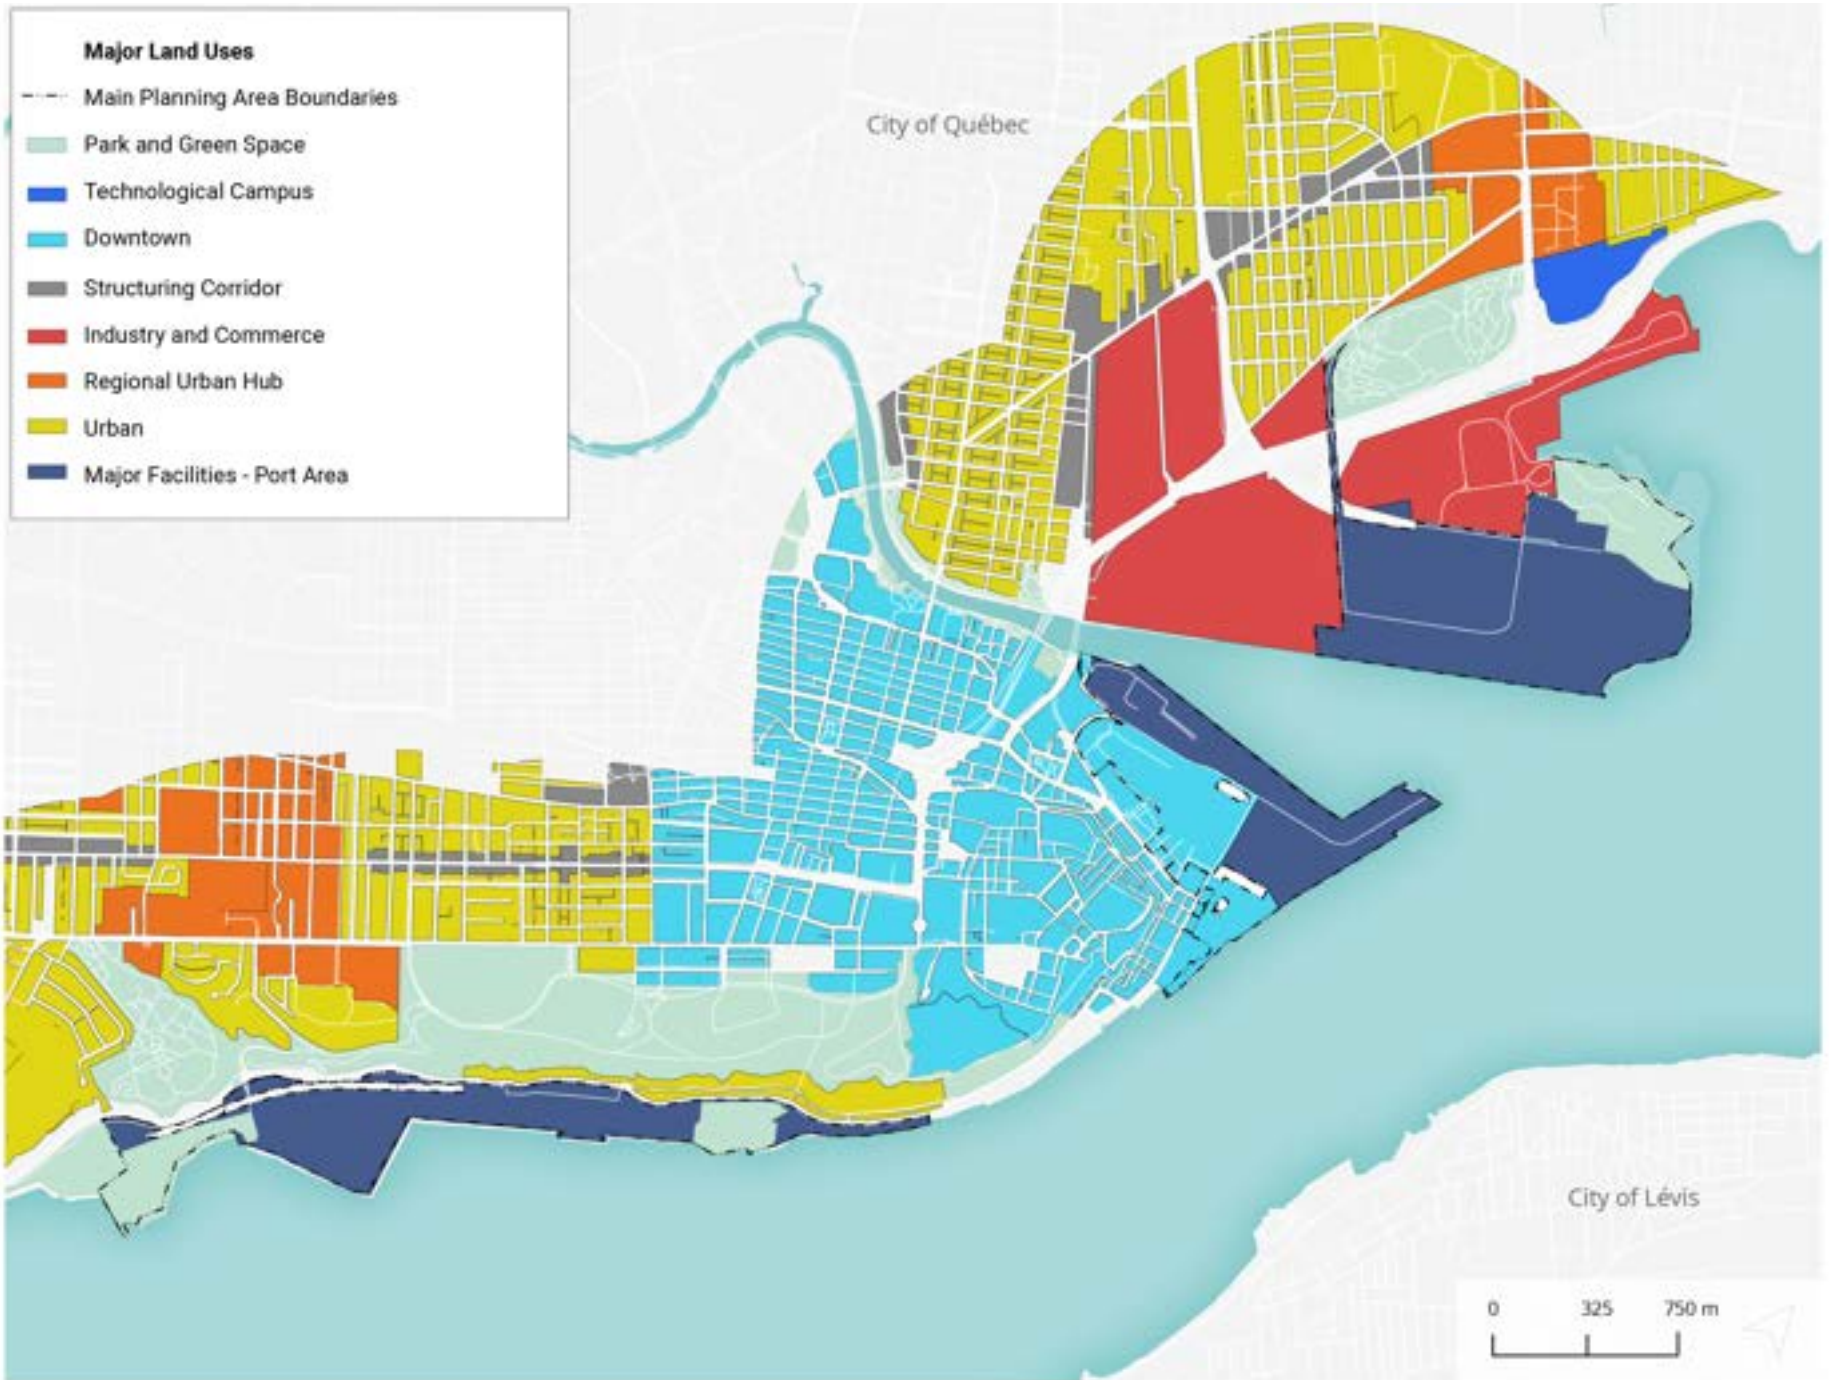 Major Land Uses
Main Planning Area Boundaries
Park and Green Space
Technological Campus
Downtown
Structuring Corridor
Industry and Commerce
Regional Urban Hub
Urban
Major Facilities - Port Area
City of Québec
City of Lévis
0 325 750 m